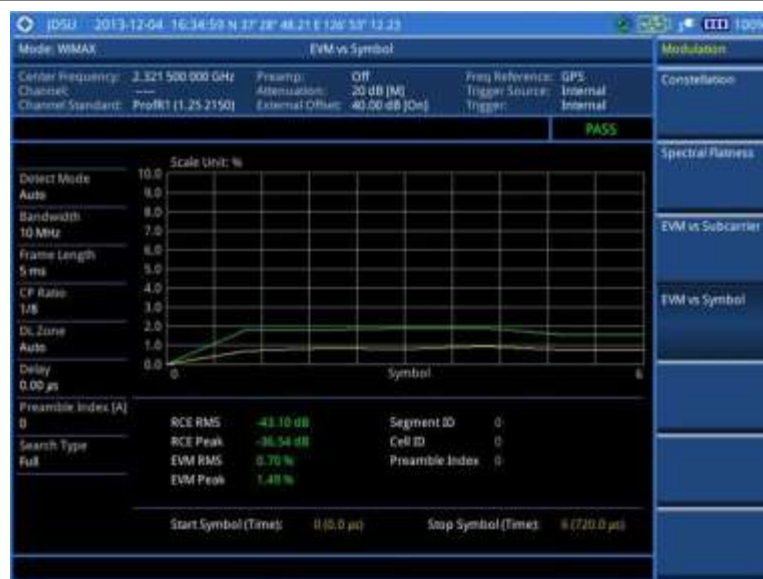 JDSU 2013-12-04 16:34:59 N 37° 28' 48.21 E 126° 53' 12.23 100%
Mode: WIMAX
EVM vs Symbol
Modulation
Center Frequency: 2.321 500 000 GHz
Channel: ----
Channel Standard: ProfR1 (1.25 2150)
Preamp: Off
Attenuation: 20 dB [M]
External Offset: 40.00 dB [On]
Freq Reference: GPS
Trigger Source: Internal
Trigger: Internal
PASS
Constellation
Spectral Flatness
EVM vs Subcarrier
EVM vs Symbol
Detect Mode
Auto
Bandwidth
10 MHz
Frame Length
5 ms
CP Ratio
1/8
DL Zone
Auto
Delay
0.00 µs
Preamble Index [A]
0
Search Type
Full
Scale Unit: %
10.0
9.0
8.0
7.0
6.0
5.0
4.0
3.0
2.0
1.0
0.0
0 Symbol 6
RCE RMS -43.10 dB
RCE Peak -36.54 dB
EVM RMS 0.70 %
EVM Peak 1.49 %
Segment ID 0
Cell ID 0
Preamble Index 0
Start Symbol (Time): 0 (0.0 µs) Stop Symbol (Time): 6 (720.0 µs)